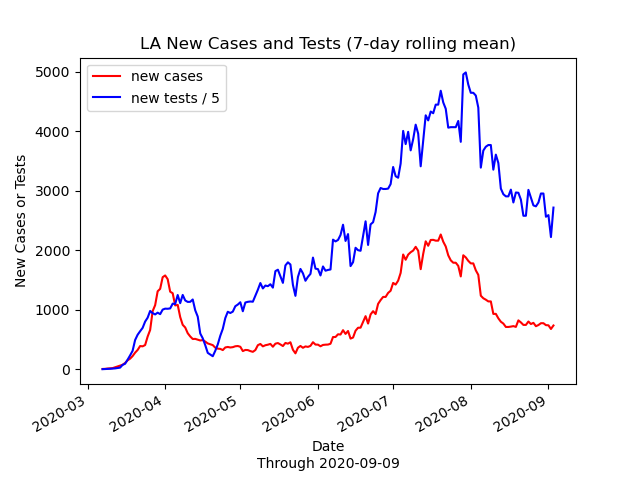 LA New Cases and Tests (7-day rolling mean)
new cases
new tests / 5
New Cases or Tests
5000
4000
3000
2000
1000
0
2020-03
2020-04
2020-05
2020-06
2020-07
2020-08
2020-09
Date
Through 2020-09-09